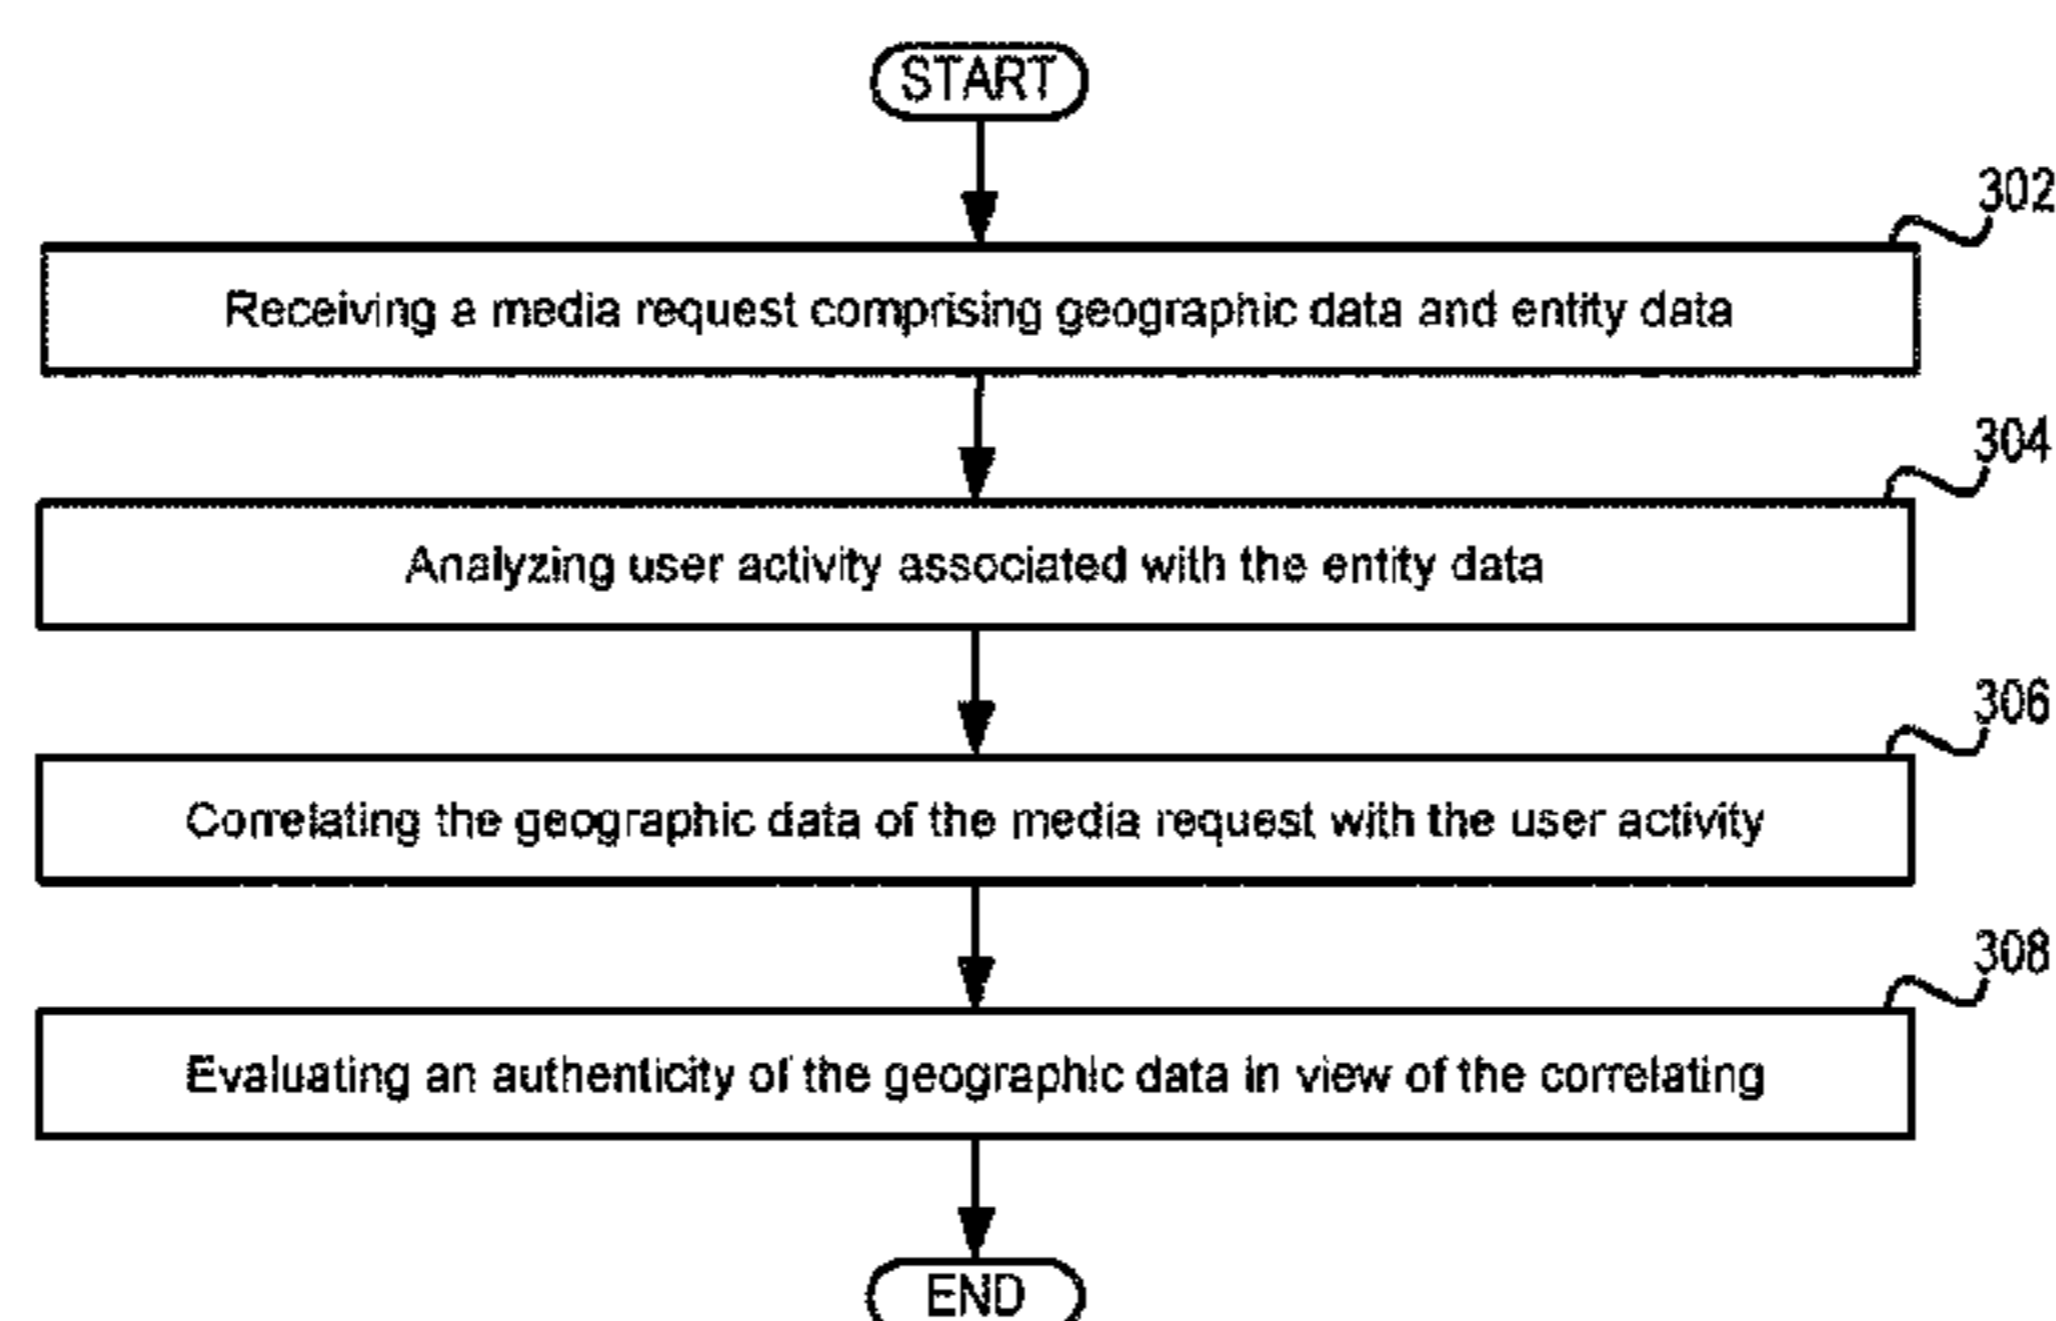 START
302
Receiving a media request comprising geographic data and entity data
304
Analyzing user activity associated with the entity data
306
Correlating the geographic data of the media request with the user activity
308
Evaluating an authenticity of the geographic data in view of the correlating
END